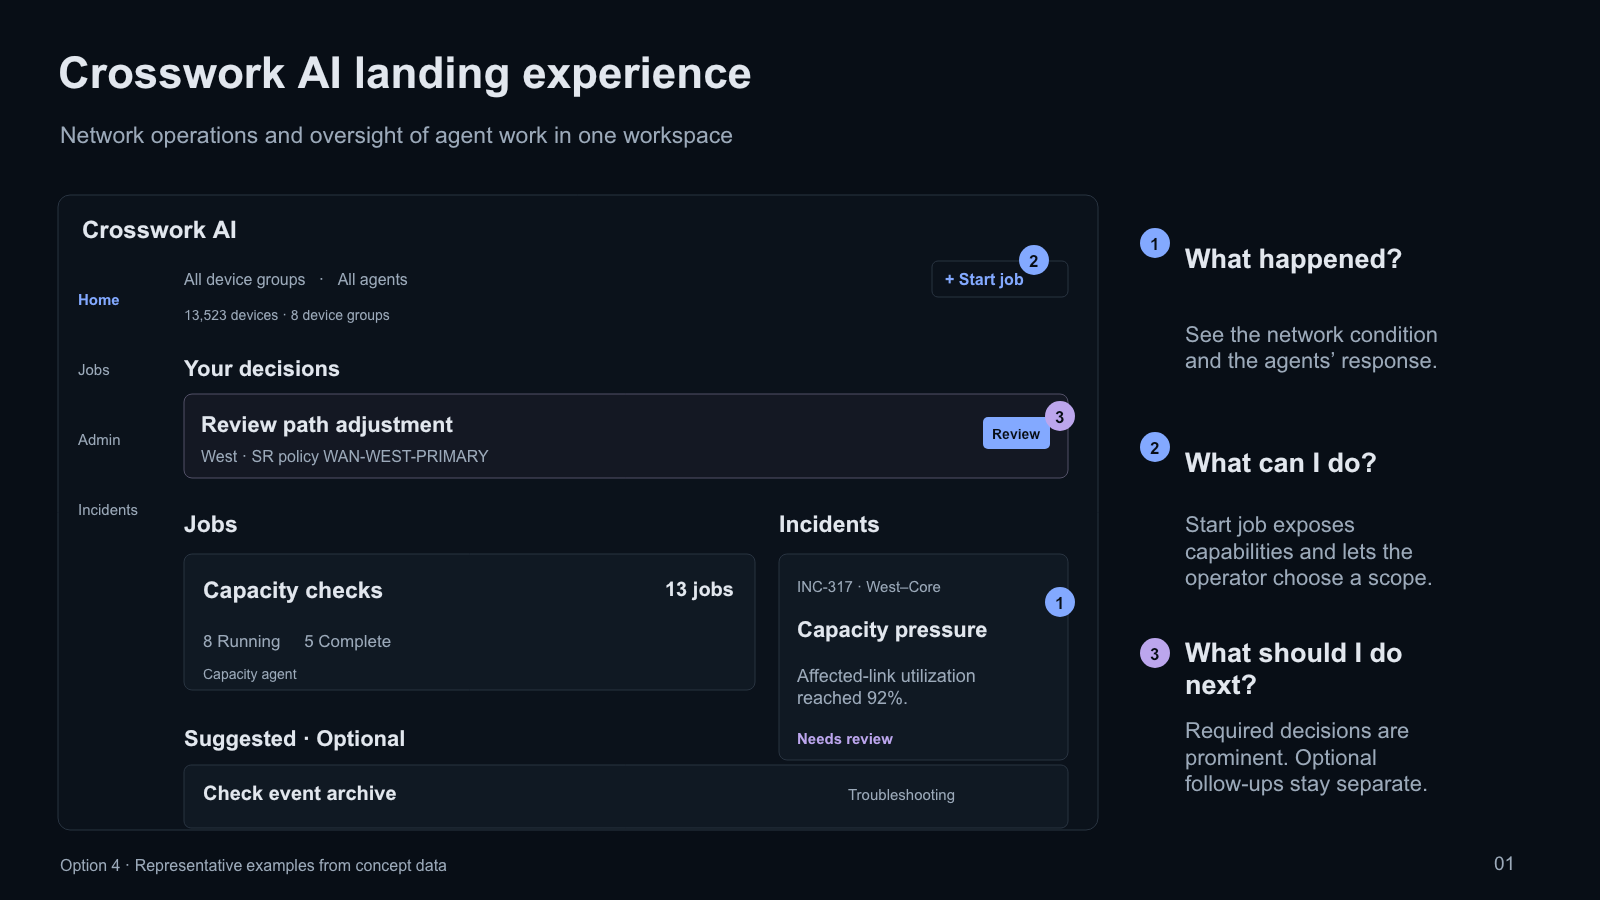 Crosswork AI landing experience
Network operations and oversight of agent work in one workspace
Crosswork AI
Home
Jobs
Admin
Incidents
All device groups · All agents
13,523 devices · 8 device groups
+ Start job
2
Your decisions
Review path adjustment
West · SR policy WAN-WEST-PRIMARY
Review
3
Jobs
Capacity checks
13 jobs
8 Running 5 Complete
Capacity agent
Incidents
INC-317 · West–Core
1
Capacity pressure
Affected-link utilization
reached 92%.
Needs review
Suggested · Optional
Check event archive
Troubleshooting
1
What happened?
See the network condition
and the agents’ response.
2
What can I do?
Start job exposes
capabilities and lets the
operator choose a scope.
3
What should I do
next?
Required decisions are
prominent. Optional
follow-ups stay separate.
Option 4 · Representative examples from concept data
01